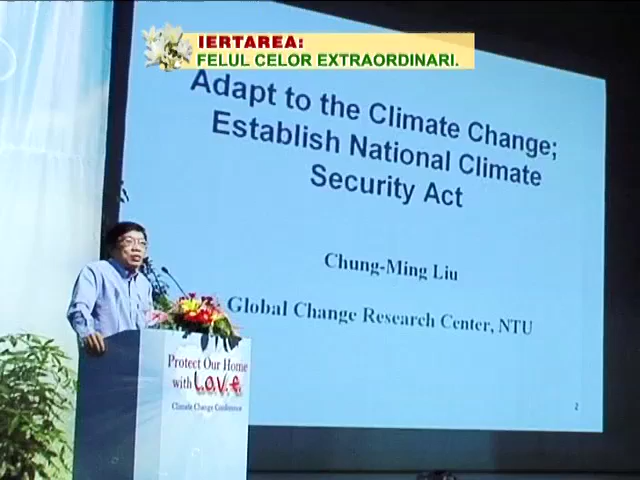 IERTAREA:
FELUL CELOR EXTRAORDINARI.
Adapt to the Climate Change;
Establish National Climate
Security Act
Chung-Ming Liu
Global Change Research Center, NTU
2
Protect Our Home
with L.o.v.e.
Climate Change Conference